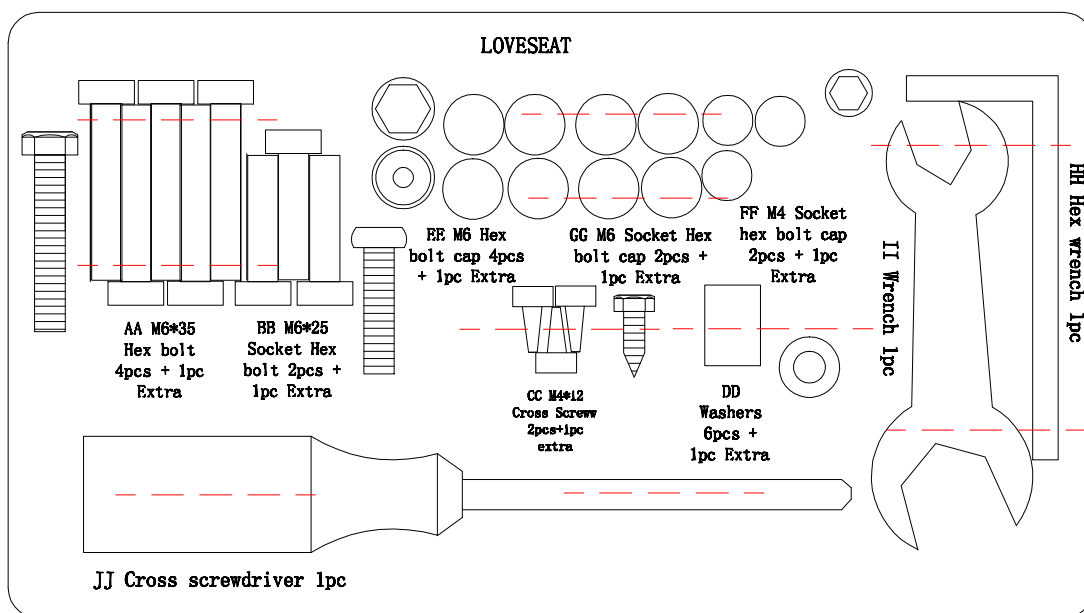 LOVESEAT
AA M6*35
Hex bolt
4pcs + 1pc
Extra
BB M6*25
Socket Hex
bolt 2pcs +
1pc Extra
EE M6 Hex
bolt cap 4pcs
+ 1pc Extra
GG M6 Socket Hex
bolt cap 2pcs +
1pc Extra
FF M4 Socket
hex bolt cap
2pcs + 1pc
Extra
CC M4*12
Cross Screww
2pcs+1pc
extra
DD
Washers
6pcs +
1pc Extra
II Wrench 1pc
HH Hex wrench 1pc
JJ Cross screwdriver 1pc